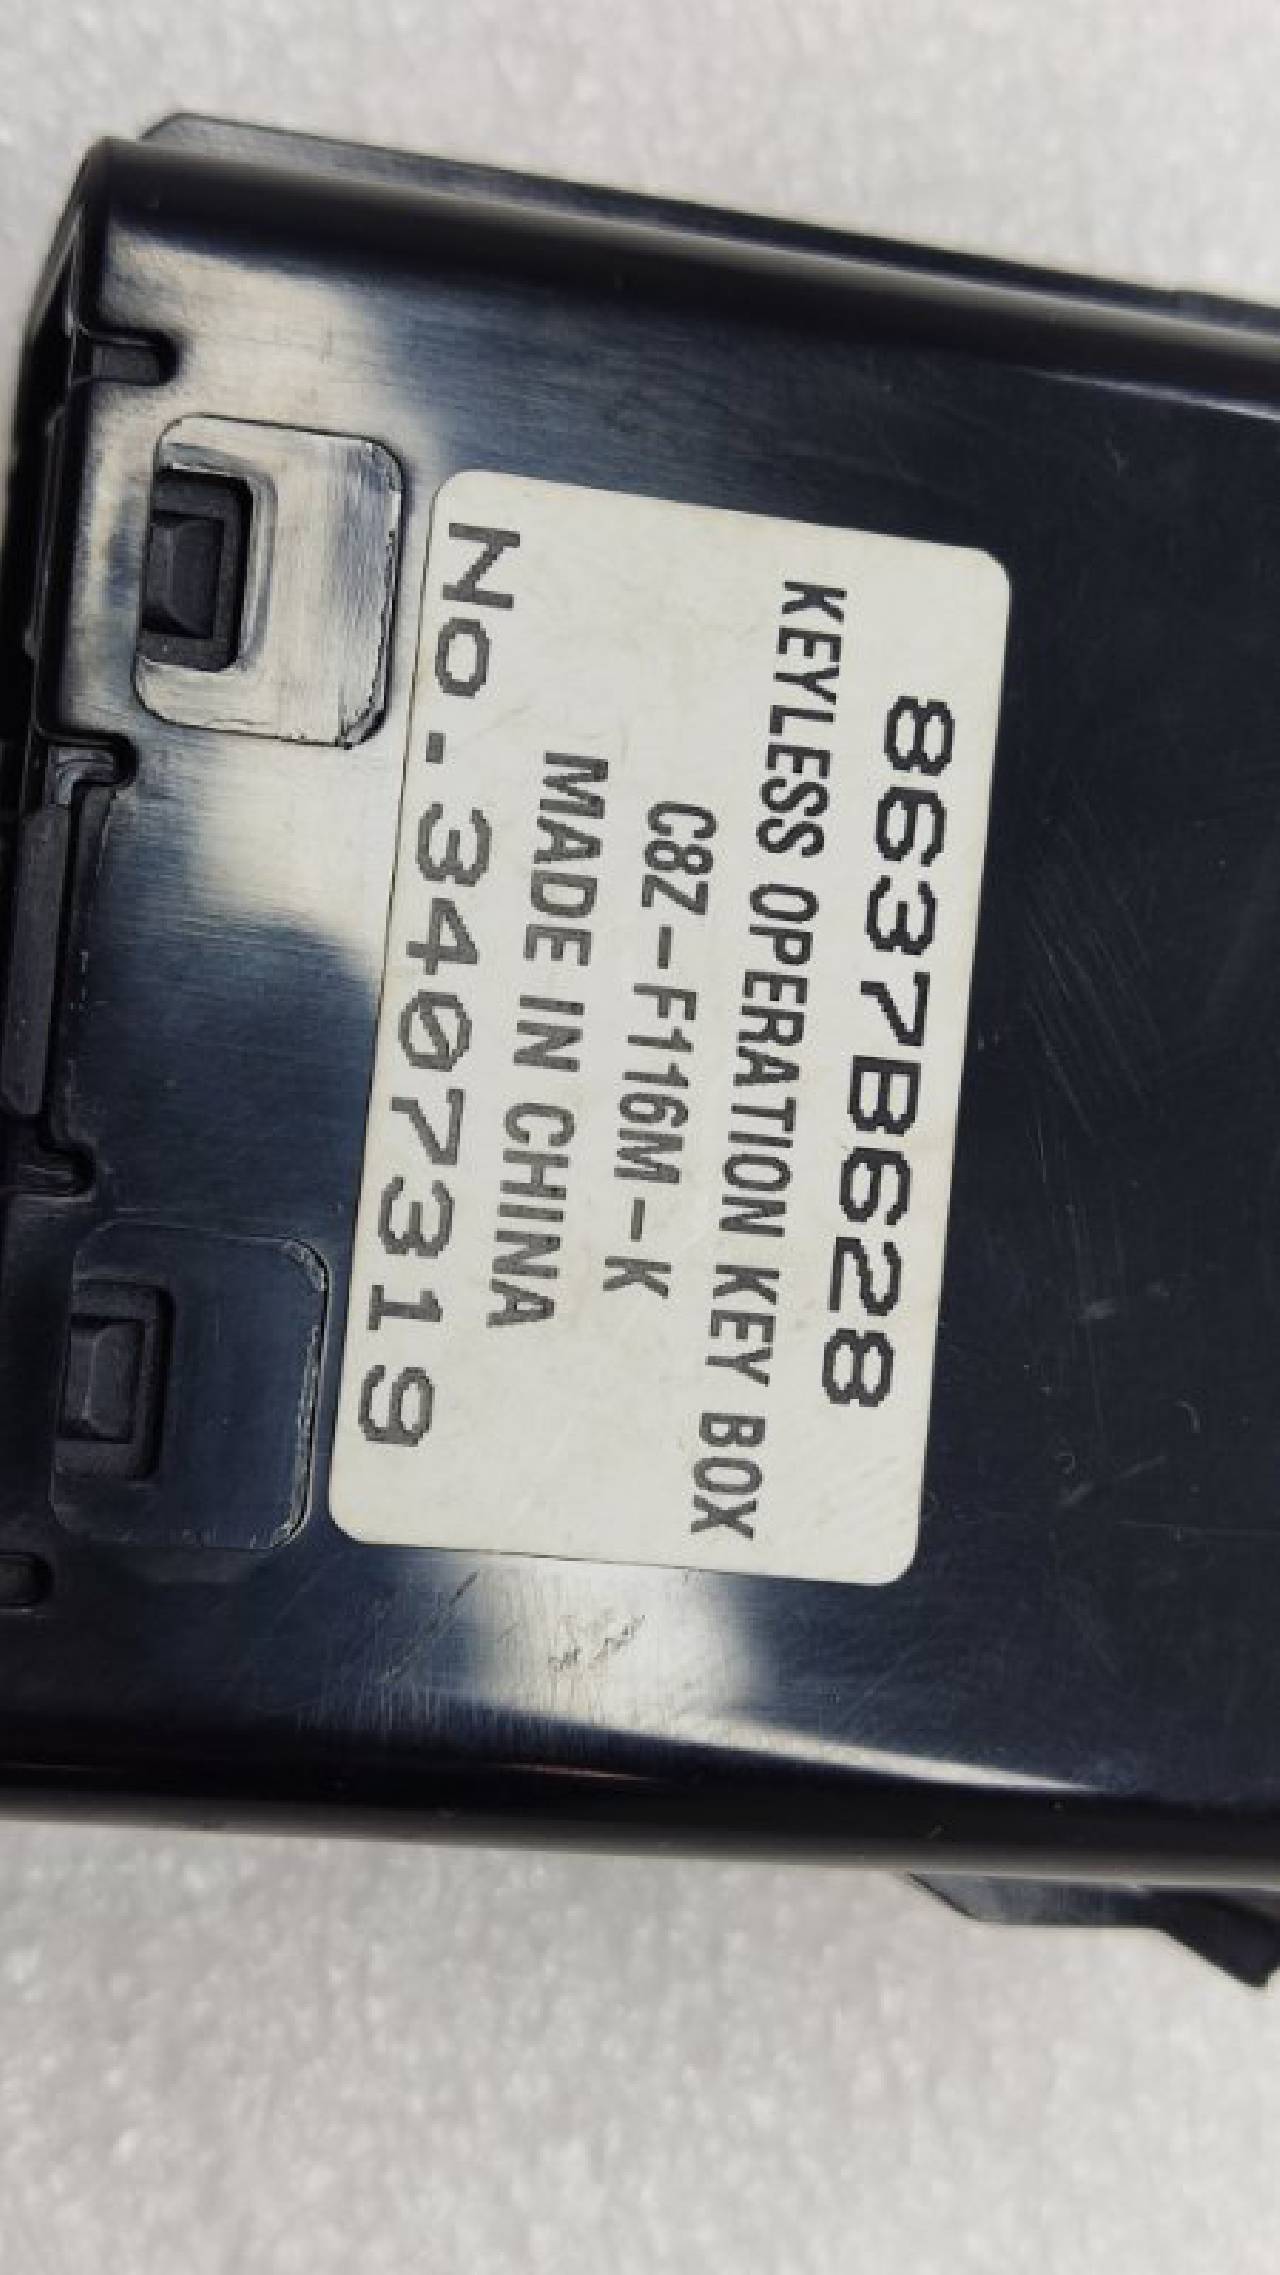 8637B628
KEYLESS OPERATION KEY BOX
C8Z-F116M-K
MADE IN CHINA
No.3407319